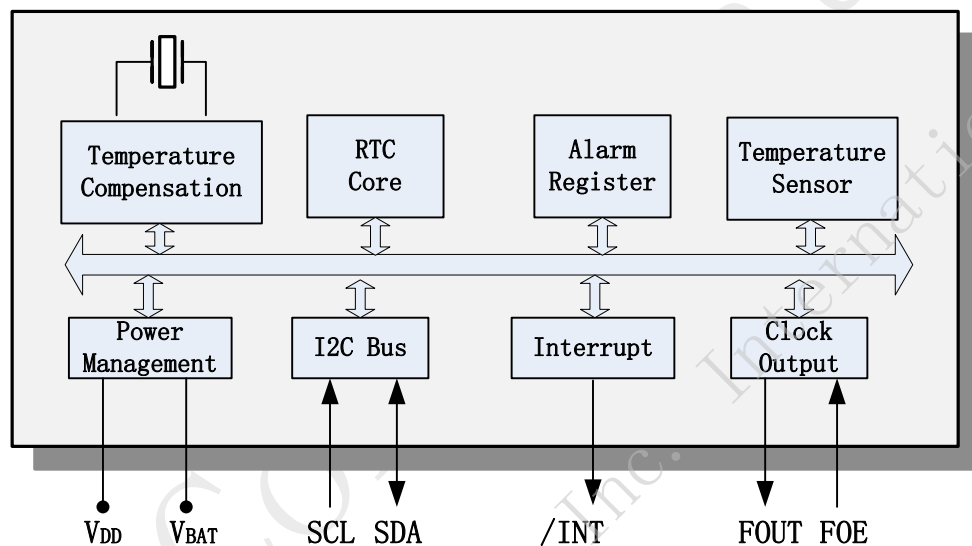 Temperature
Compensation
RTC
Core
Alarm
Register
Temperature
Sensor
Power
Management
I2C Bus
Interrupt
Clock
Output
VDD
VBAT
SCL SDA
/INT
FOUT FOE
Inc.